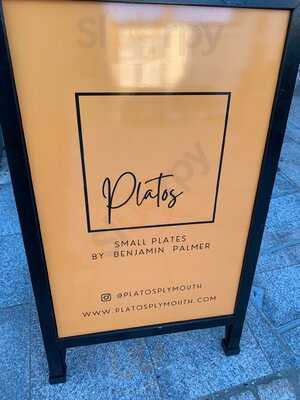 Platos
SMALL PLATES
BY BENJAMIN PALMER
@PLATOSPLYMOUTH
WWW.PLATOSPLYMOUTH.COM